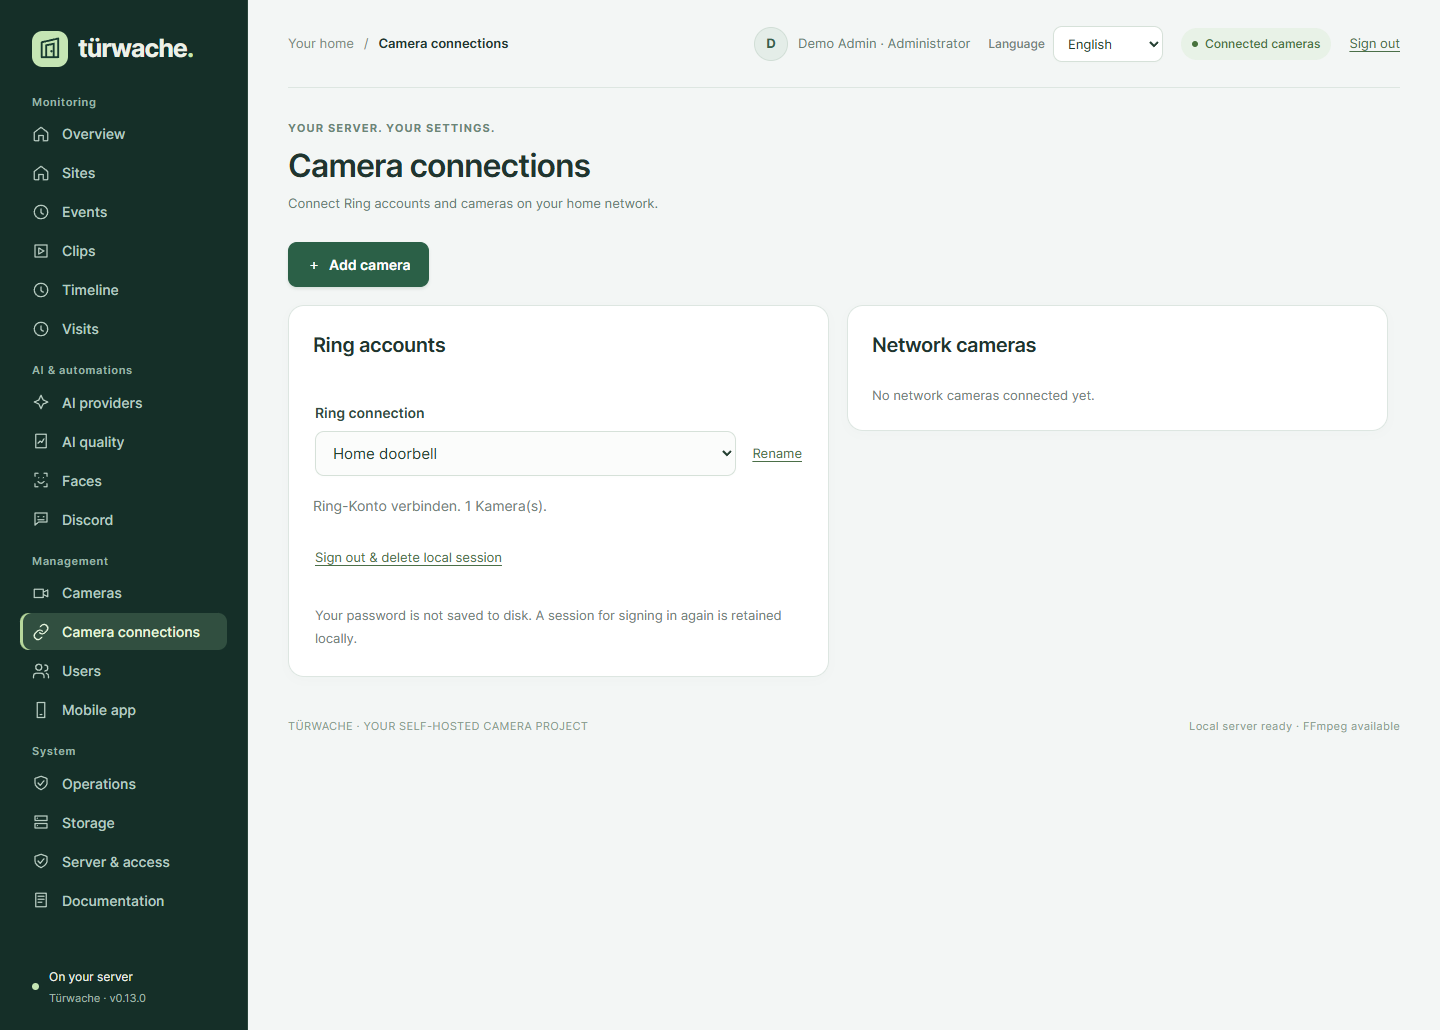 türwache.
Monitoring
Overview
Sites
Events
Clips
Timeline
Visits
AI & automations
AI providers
AI quality
Faces
Discord
Management
Cameras
Camera connections
Users
Mobile app
System
Operations
Storage
Server & access
Documentation
On your server
Türwache · v0.13.0
Your home / Camera connections
D Demo Admin · Administrator Language English Connected cameras Sign out
YOUR SERVER. YOUR SETTINGS.
Camera connections
Connect Ring accounts and cameras on your home network.
+ Add camera
Ring accounts
Ring connection
Home doorbell Rename
Ring-Konto verbinden. 1 Kamera(s).
Sign out & delete local session
Your password is not saved to disk. A session for signing in again is retained
locally.
Network cameras
No network cameras connected yet.
TÜRWACHE · YOUR SELF-HOSTED CAMERA PROJECT
Local server ready · FFmpeg available